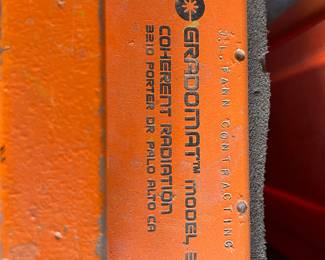 FANN CONTRACTING
GRADOMAT™ MODEL
COHERENT RADIATION
3210 PORTER DR PALO ALTO CA